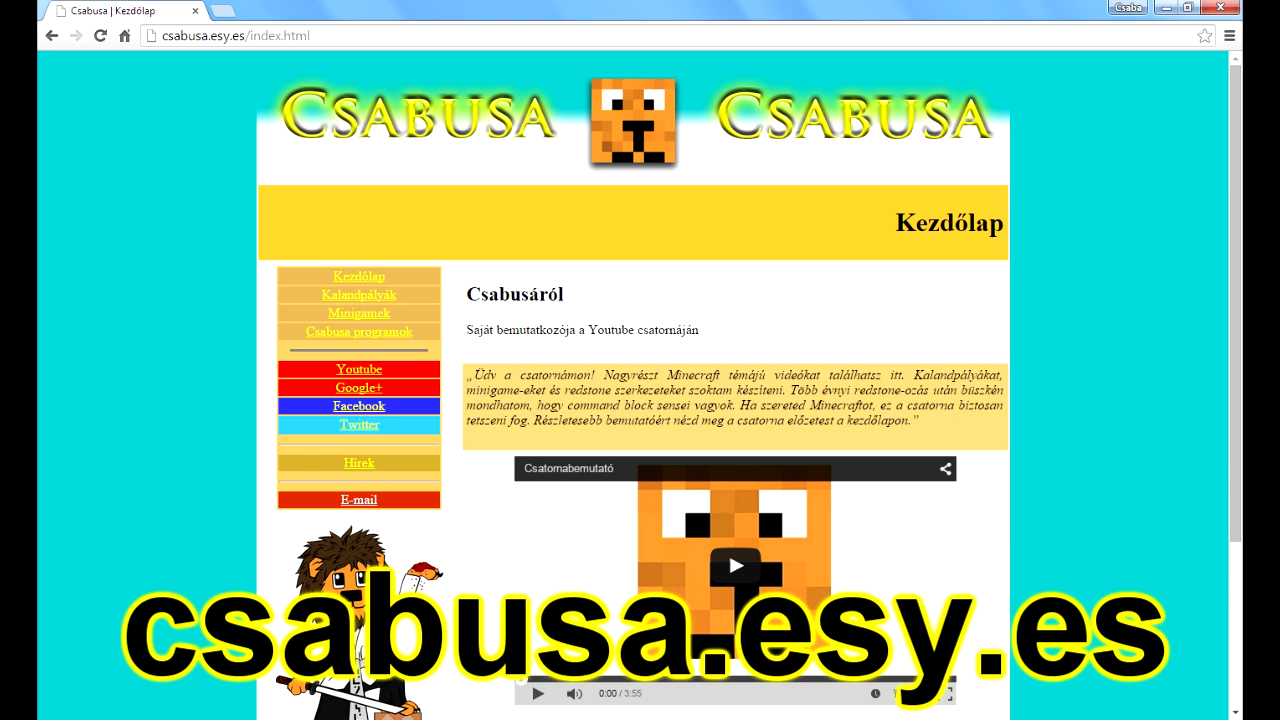 Csabusa | Kezdőlap
Csaba
csabusa.esy.es/index.html
Csabusa Csabusa
Kezdőlap
Kezdőlap
Kalandpályák
Minigamek
Csabusa programok
Youtube
Google+
Facebook
Twitter
Hírek
E-mail
Csabusáról
Saját bemutatkozója a Youtube csatornáján
„Üdv a csatornámon! Nagyrészt Minecraft témájú videókat találhatsz itt. Kalandpályákat,
minigame-eket és redstone szerkezeteket szoktam készíteni. Több évnyi redstone-ozás után büszkén
mondhatom, hogy command block sensei vagyok. Ha szereted Minecraftot, ez a csatorna biztosan
tetszeni fog. Részletesebb bemutatóért nézd meg a csatorna előzetest a kezdőlapon.”
Csatornabemutató
csabusa.esy.es
0:00 / 3:55